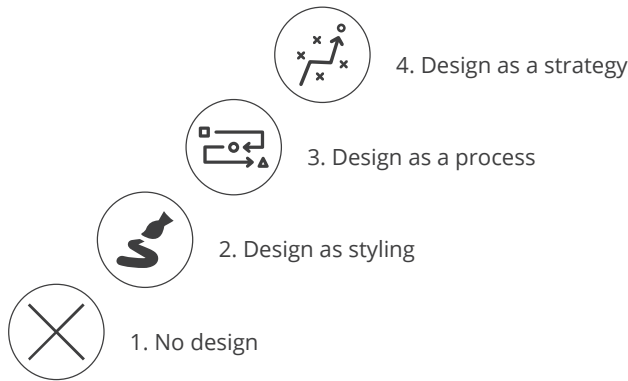 4. Design as a strategy
3. Design as a process
2. Design as styling
1. No design